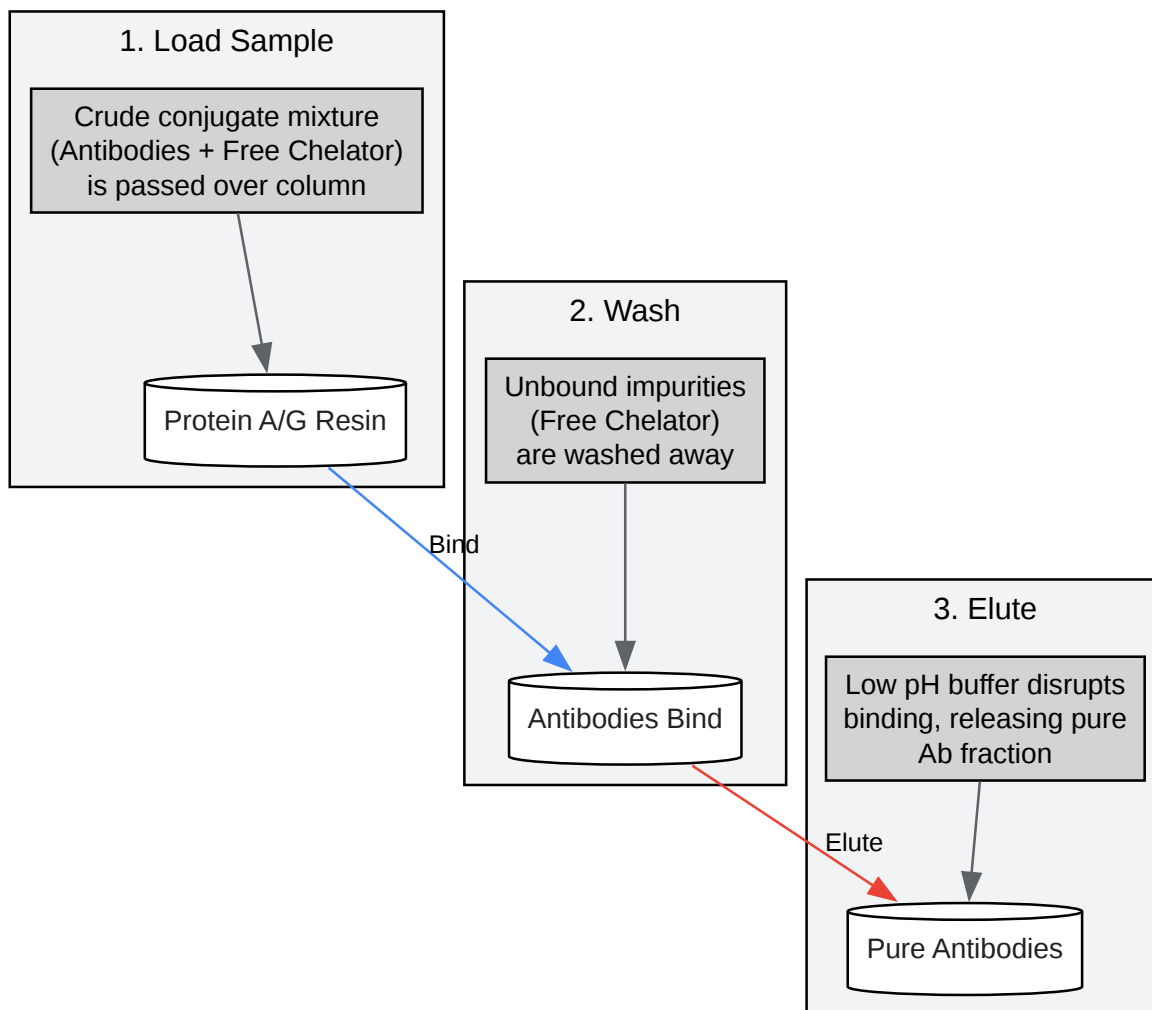 1. Load Sample
Crude conjugate mixture
(Antibodies + Free Chelator)
is passed over column
Protein A/G Resin
Bind
2. Wash
Unbound impurities
(Free Chelator)
are washed away
Antibodies Bind
Elute
3. Elute
Low pH buffer disrupts
binding, releasing pure
Ab fraction
Pure Antibodies